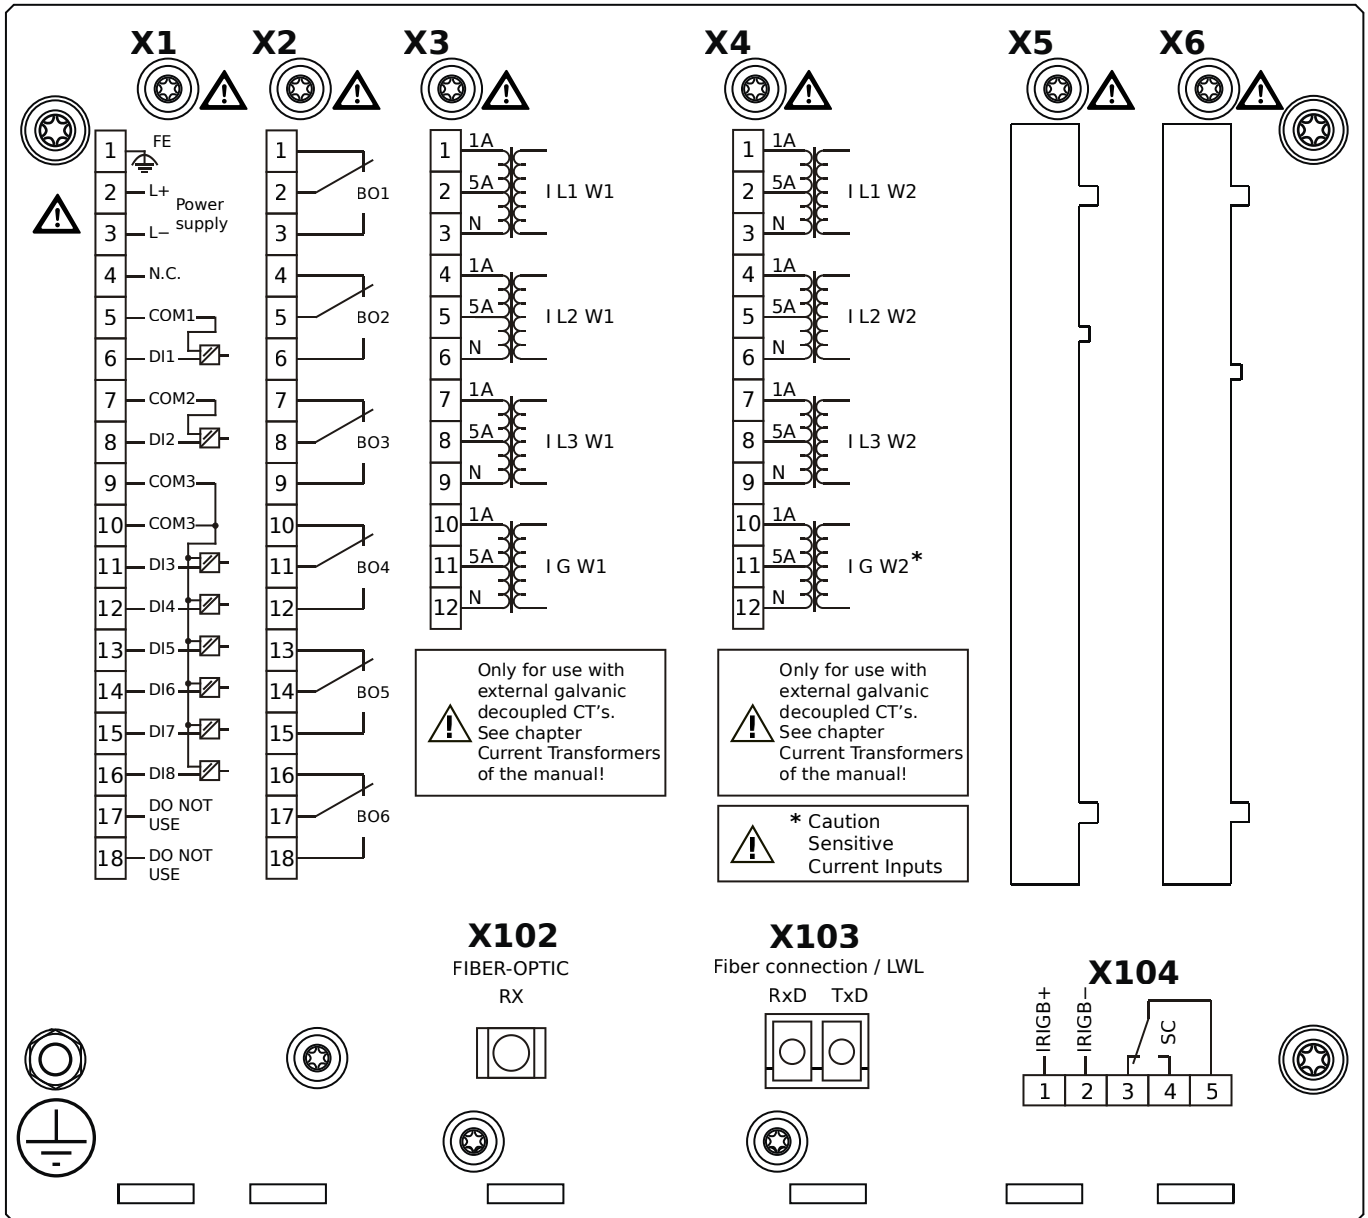 X1 X2 X3 X4 X5 X6
1 FE
2 L+
Power
supply
3 L−
4 N.C.
5 COM1
6 DI1
7 COM2
8 DI2
9 COM3
10 COM3
11 DI3
12 DI4
13 DI5
14 DI6
15 DI7
16 DI8
17 DO NOT
USE
18 DO NOT
USE
1
2 BO1
3
4
5 BO2
6
7
8 BO3
9
10
11 BO4
12
13
14 BO5
15
16
17 BO6
18
1 1A
2 5A I L1 W1
3 N
4 1A
5 5A I L2 W1
6 N
7 1A
8 5A I L3 W1
9 N
10 1A
11 5A I G W1
12 N
Only for use with
external galvanic
decoupled CT's.
See chapter
Current Transformers
of the manual!
1 1A
2 5A I L1 W2
3 N
4 1A
5 5A I L2 W2
6 N
7 1A
8 5A I L3 W2
9 N
10 1A
11 5A I G W2*
12 N
Only for use with
external galvanic
decoupled CT's.
See chapter
Current Transformers
of the manual!
* Caution
Sensitive
Current Inputs
X102
FIBER-OPTIC
RX
X103
Fiber connection / LWL
RxD TxD
X104
IRIGB+
IRIGB−
SC
1 2 3 4 5